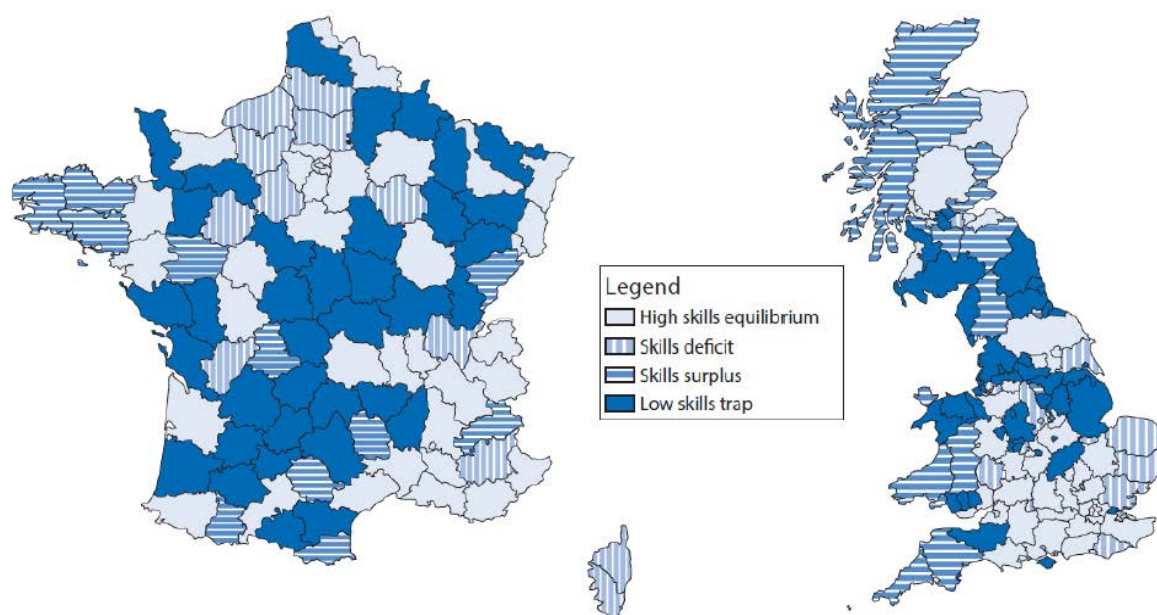 Legend
High skills equilibrium
Skills deficit
Skills surplus
Low skills trap